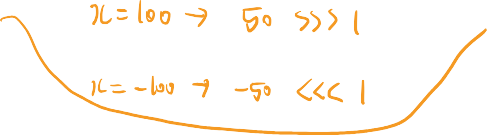 x=100 → 50 >>> 1
x=-100 → -50 <<< 1